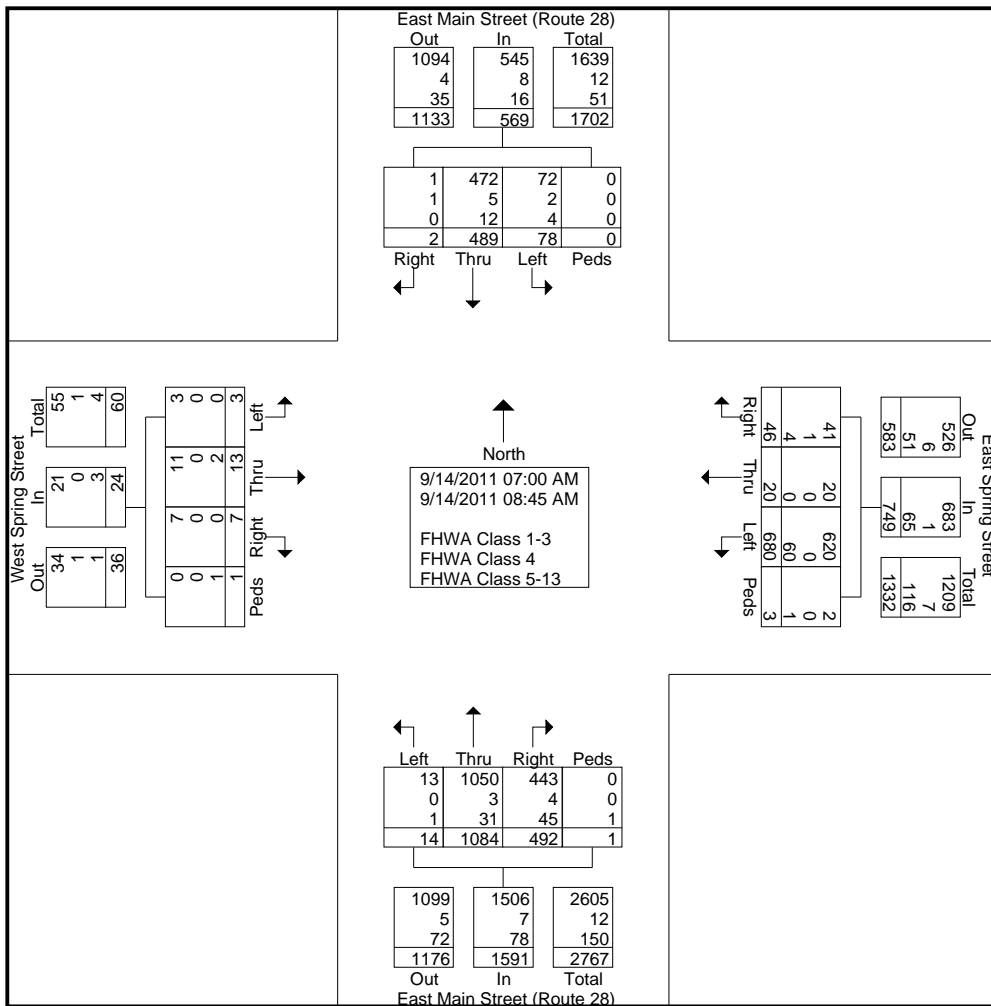 East Main Street (Route 28)
Out In Total
1094 545 1639
4 8 12
35 16 51
1133 569 1702
1 472 72 0
1 5 2 0
0 12 4 0
2 489 78 0
Right Thru Left Peds
West Spring Street
Total In Out
55 21 34
1 0 1
4 3 1
60 24 36
3 11 7 0
0 0 0 0
0 2 0 1
3 13 7 1
Left Thru Right Peds
North
9/14/2011 07:00 AM
9/14/2011 08:45 AM
FHWA Class 1-3
FHWA Class 4
FHWA Class 5-13
East Spring Street
Out In Total
526 683 1209
6 1 7
51 65 116
583 749 1332
41 20 620 2
1 0 0 0
4 0 60 1
46 20 680 3
Right Thru Left Peds
Left Thru Right Peds
13 1050 443 0
0 3 4 0
1 31 45 1
14 1084 492 1
1099 1506 2605
5 7 12
72 78 150
1176 1591 2767
Out In Total
East Main Street (Route 28)